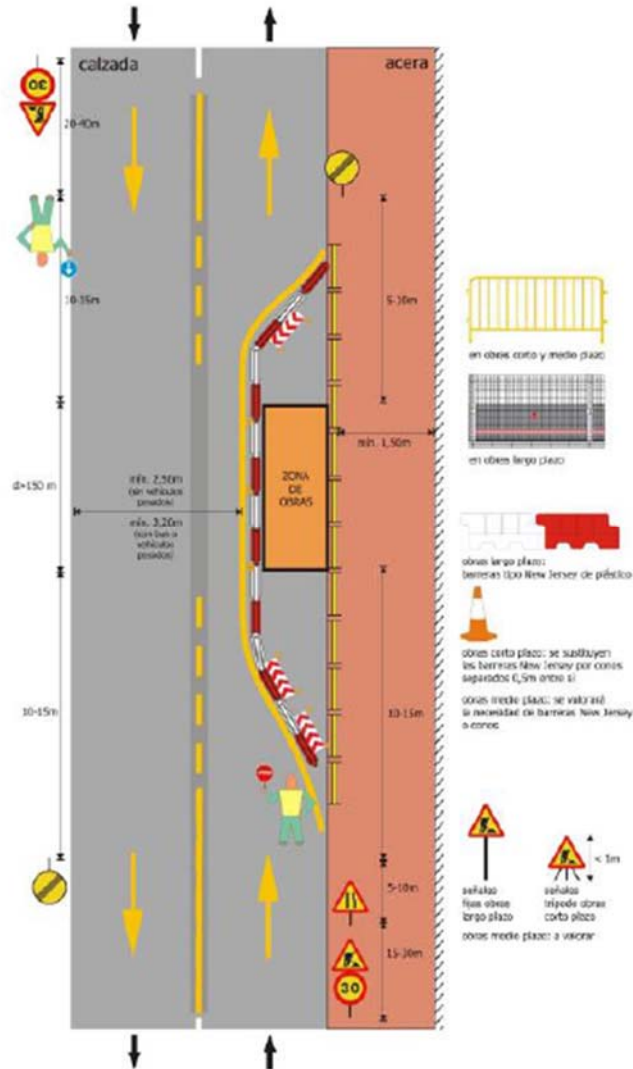 calzada
acera
30
20-40m
5-10m
en obras corto y medio plazo
mín. 1,50m
ZONA
DE
OBRAS
mín. 2,50m
(sin vehículos
pesados)
mín. 3,20m
(con bus o
vehículos
pesados)
d>150 m
en obras largo plazo
obras largo plazo:
barreras tipo New Jersey de plástico
obras corto plazo: se sustituyen
las barreras New Jersey por conos
separados 0,5m entre sí
obras medio plazo: se valorará
la necesidad de barreras New Jersey
o conos
10-15m
10-15m
STOP
5-10m
15-30m
30
< 1m
señales
fijas obras
largo plazo
señales
trípode obras
corto plazo
obras medio plazo: a valorar